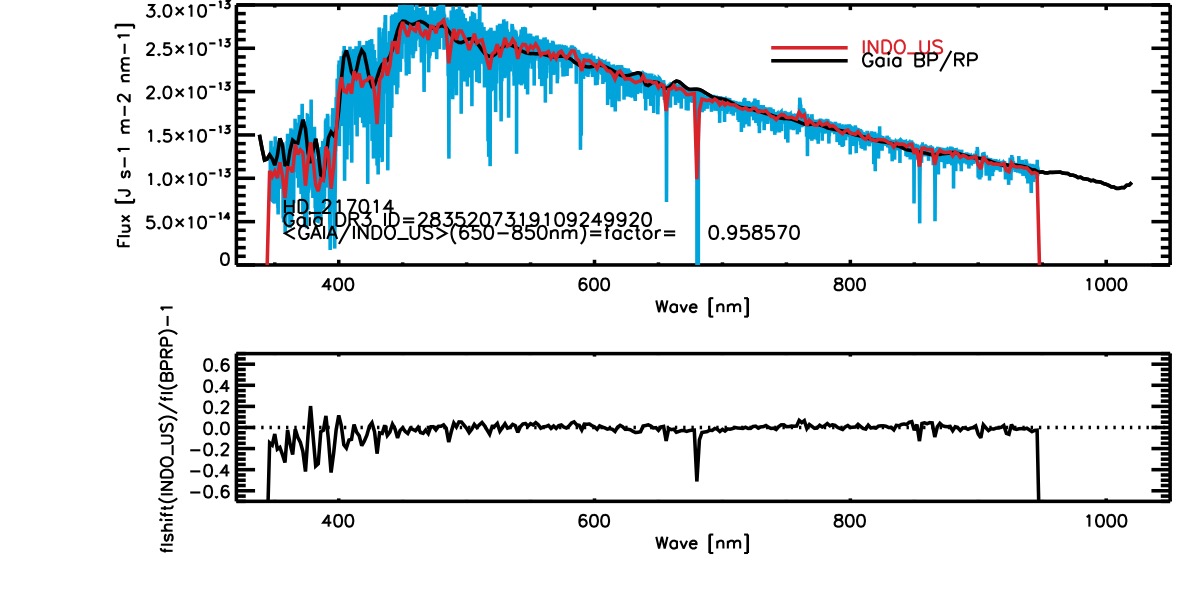 3.0×10−13
2.5×10−13
2.0×10−13
1.5×10−13
1.0×10−13
5.0×10−14
0
Flux [J s−1 m−2 nm−1]
INDO_US
Gaia BP/RP
HD_217014
Gaia DR3 ID=2835207319109249920
<GAIA/INDO_US>(650−850nm)=factor= 0.958570
400 600 800 1000
Wave [nm]
flshift(INDO_US)/fl(BPRP)−1
0.6
0.4
0.2
0.0
−0.2
−0.4
−0.6
400 600 800 1000
Wave [nm]